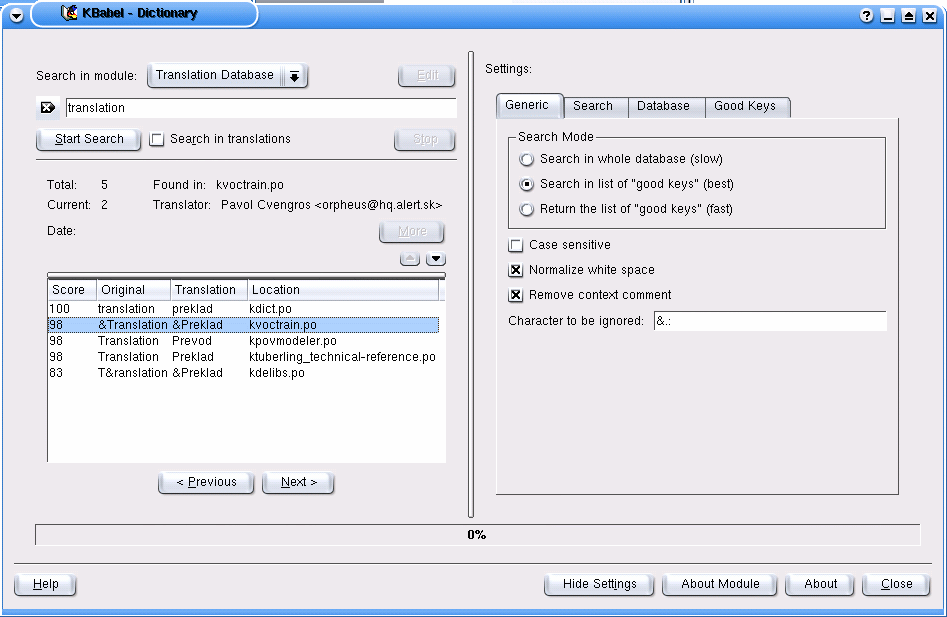 KBabel - Dictionary
Search in module: Translation Database Edit
translation
Start Search Search in translations Stop
Total: 5 Found in: kvoctrain.po
Current: 2 Translator: Pavol Cvengros <orpheus@hq.alert.sk>
Date: More
Score Original Translation Location
100 translation preklad kdict.po
98 &Translation &Preklad kvoctrain.po
98 Translation Prevod kpovmodeler.po
98 Translation Preklad ktuberling_technical-reference.po
83 T&ranslation &Preklad kdelibs.po
< Previous Next >
Settings:
Generic Search Database Good Keys
Search Mode
Search in whole database (slow)
Search in list of "good keys" (best)
Return the list of "good keys" (fast)
Case sensitive
Normalize white space
Remove context comment
Character to be ignored: &.:
0%
Help Hide Settings About Module About Close